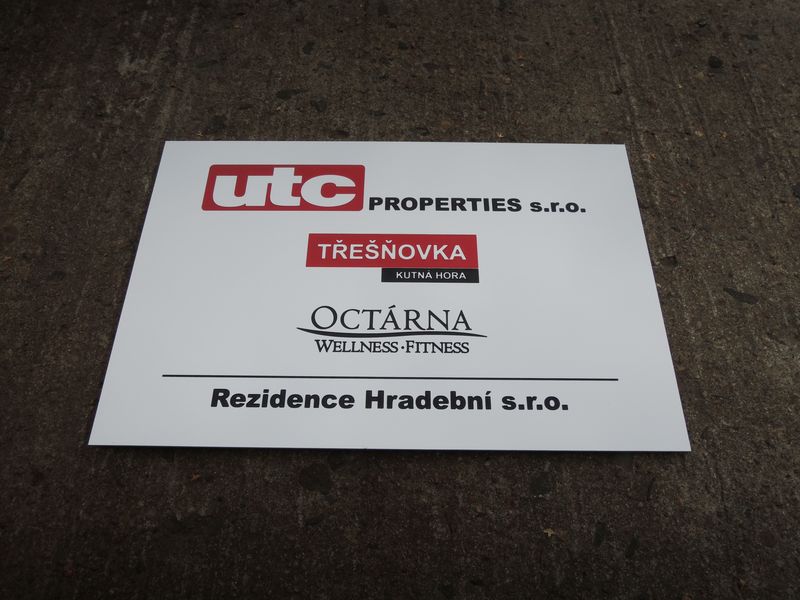 utc PROPERTIES s.r.o.
TŘEŠŇOVKA
KUTNÁ HORA
OCTÁRNA
WELLNESS·FITNESS
Rezidence Hradební s.r.o.